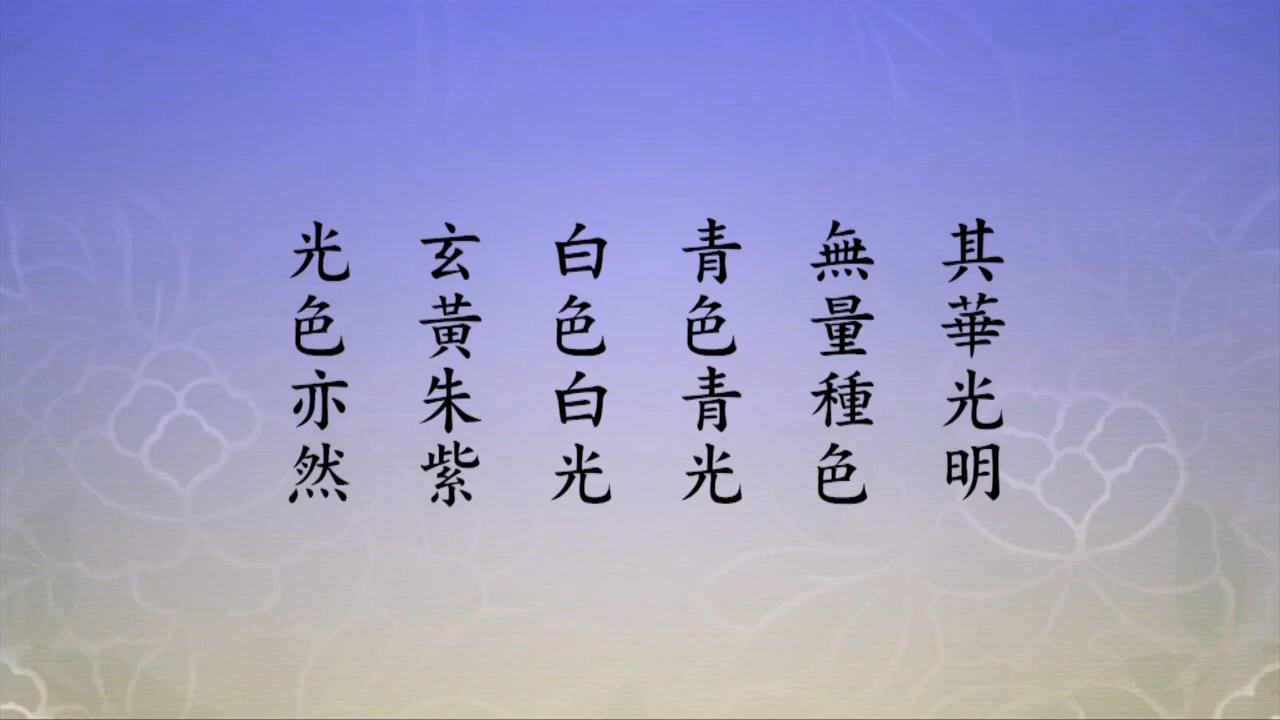 其華光明
無量種色
青色青光
白色白光
玄黃朱紫
光色亦然